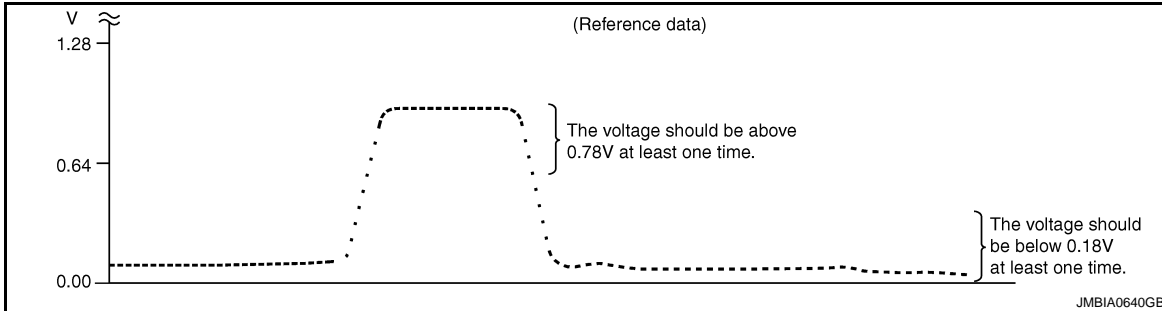 V
(Reference data)
1.28
The voltage should be above
0.78V at least one time.
0.64
The voltage should
be below 0.18V
at least one time.
0.00
JMBIA0640GB